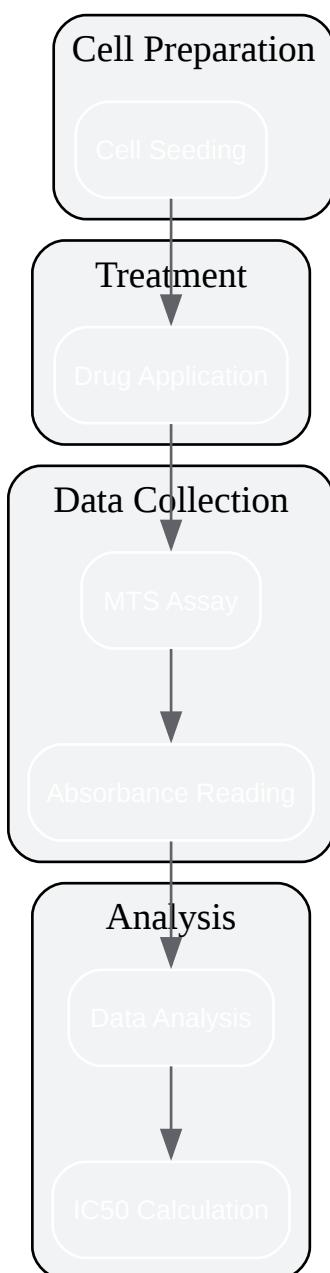 Cell Preparation
Cell Seeding
Treatment
Drug Application
Data Collection
MTS Assay
Absorbance Reading
Analysis
Data Analysis
IC50 Calculation